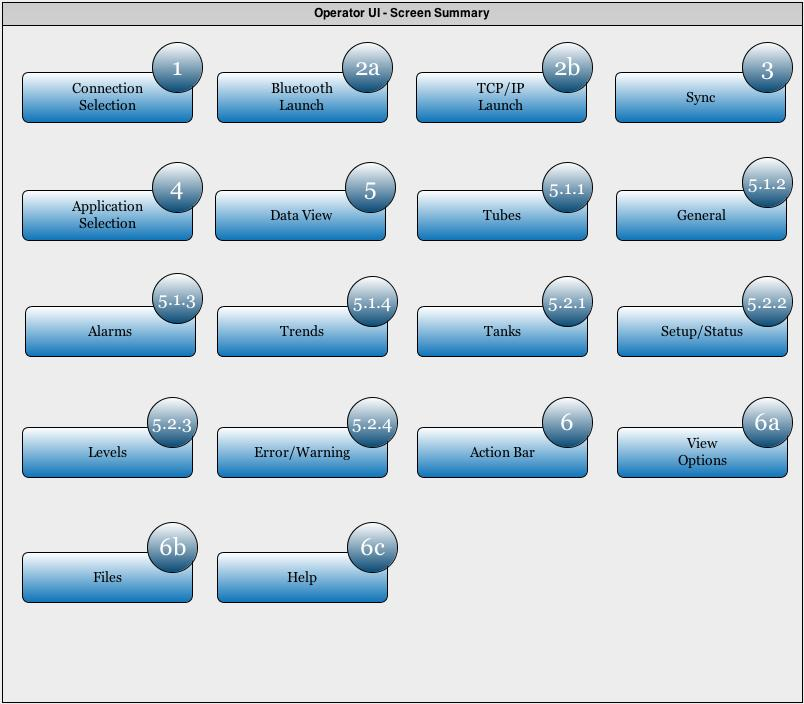 Operator UI - Screen Summary
1
Connection
Selection
2a
Bluetooth
Launch
2b
TCP/IP
Launch
3
Sync
4
Application
Selection
5
Data View
5.1.1
Tubes
5.1.2
General
5.1.3
Alarms
5.1.4
Trends
5.2.1
Tanks
5.2.2
Setup/Status
5.2.3
Levels
5.2.4
Error/Warning
6
Action Bar
6a
View
Options
6b
Files
6c
Help